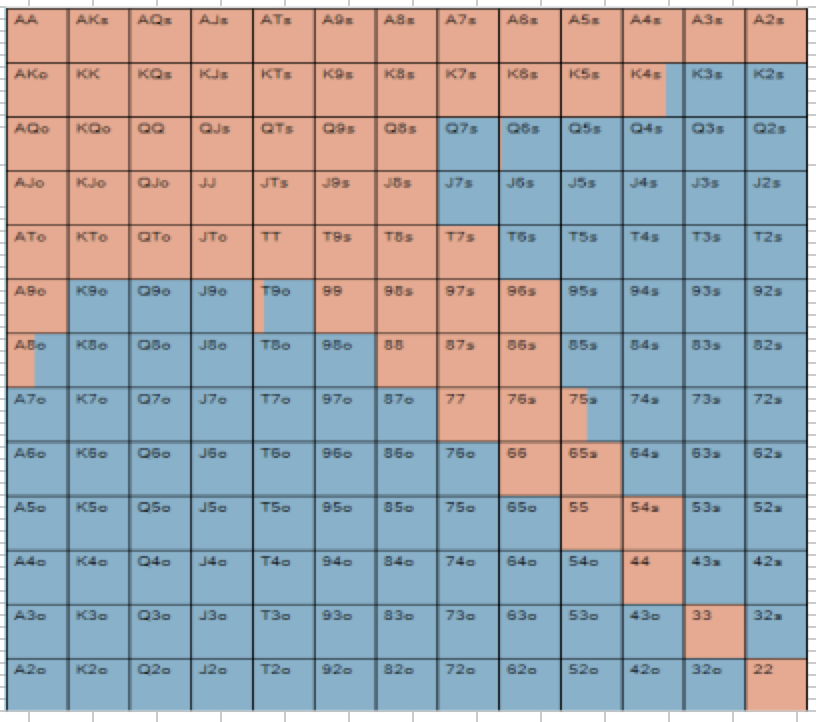 AA AKs AQs AJs ATs A9s A8s A7s A6s A5s A4s A3s A2s
AKo KK KQs KJs KTs K9s K8s K7s K6s K5s K4s K3s K2s
AQo KQo QQ QJs QTs Q9s Q8s Q7s Q6s Q5s Q4s Q3s Q2s
AJo KJo QJo JJ JTs J9s J8s J7s J6s J5s J4s J3s J2s
ATo KTo QTo JTo TT T9s T8s T7s T6s T5s T4s T3s T2s
A9o K9o Q9o J9o T9o 99 98s 97s 96s 95s 94s 93s 92s
A8o K8o Q8o J8o T8o 98o 88 87s 86s 85s 84s 83s 82s
A7o K7o Q7o J7o T7o 97o 87o 77 76s 75s 74s 73s 72s
A6o K6o Q6o J6o T6o 96o 86o 76o 66 65s 64s 63s 62s
A5o K5o Q5o J5o T5o 95o 85o 75o 65o 55 54s 53s 52s
A4o K4o Q4o J4o T4o 94o 84o 74o 64o 54o 44 43s 42s
A3o K3o Q3o J3o T3o 93o 83o 73o 63o 53o 43o 33 32s
A2o K2o Q2o J2o T2o 92o 82o 72o 62o 52o 42o 32o 22